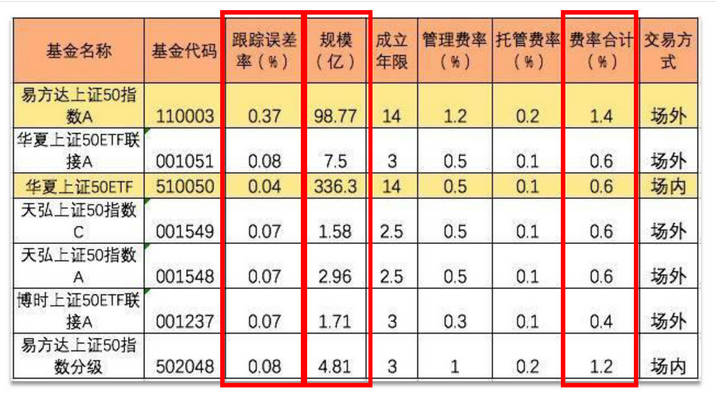 基金名称 基金代码 跟踪误差率（%） 规模（亿） 成立年限 管理费率（%） 托管费率（%） 费率合计（%） 交易方式
易方达上证50指数A 110003 0.37 98.77 14 1.2 0.2 1.4 场外
华夏上证50ETF联接A 001051 0.08 7.5 3 0.5 0.1 0.6 场外
华夏上证50ETF 510050 0.04 336.3 14 0.5 0.1 0.6 场内
天弘上证50指数C 001549 0.07 1.58 2.5 0.5 0.1 0.6 场外
天弘上证50指数A 001548 0.07 2.96 2.5 0.5 0.1 0.6 场外
博时上证50ETF联接A 001237 0.07 1.71 3 0.3 0.1 0.4 场外
易方达上证50指数分级 502048 0.08 4.81 3 1 0.2 1.2 场内